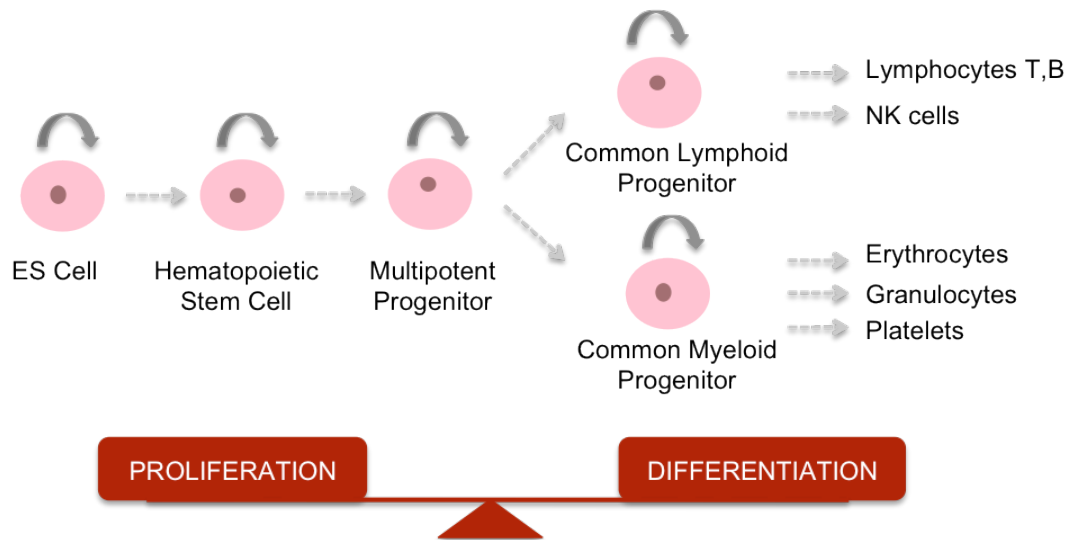 ES Cell
Hematopoietic
Stem Cell
Multipotent
Progenitor
Common Lymphoid
Progenitor
Lymphocytes T,B
NK cells
Common Myeloid
Progenitor
Erythrocytes
Granulocytes
Platelets
PROLIFERATION
DIFFERENTIATION